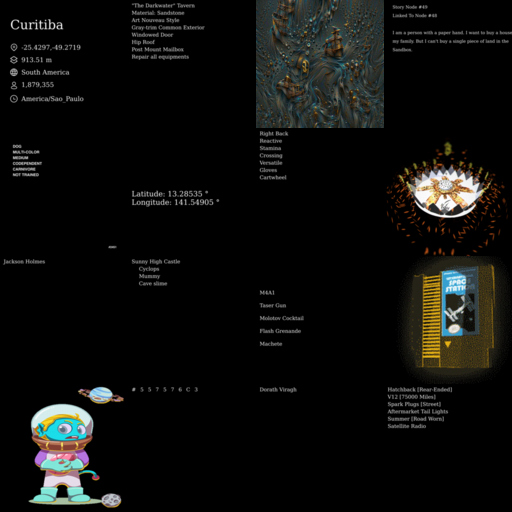 Curitiba
-25.4297,-49.2719
913.51 m
South America
1,879,355
America/Sao_Paulo
"The Darkwater" Tavern
Material: Sandstone
Art Nouveau Style
Gray-trim Common Exterior
Windowed Door
Hip Roof
Post Mount Mailbox
Repair all equipments
Story Node #49
Linked To Node #48
I am a person with a paper hand. I want to buy a house
my family. But I can't buy a single piece of land in the
Sandbox.
DOG
MULTI-COLOR
MEDIUM
CODEPENDENT
CARNIVORE
NOT TRAINED
Latitude: 13.28535 °
Longitude: 141.54905 °
Right Back
Reactive
Stamina
Crossing
Versatile
Gloves
Cartwheel
Jackson Holmes
Sunny High Castle
Cyclops
Mummy
Cave slime
M4A1
Taser Gun
Molotov Cocktail
Flash Grenande
Machete
SPACE
STATION
# 5 5 7 5 7 6 C 3
Dorath Viragh
Hatchback [Rear-Ended]
V12 [75000 Miles]
Spark Plugs [Street]
Aftermarket Tail Lights
Summer [Road Worn]
Satellite Radio